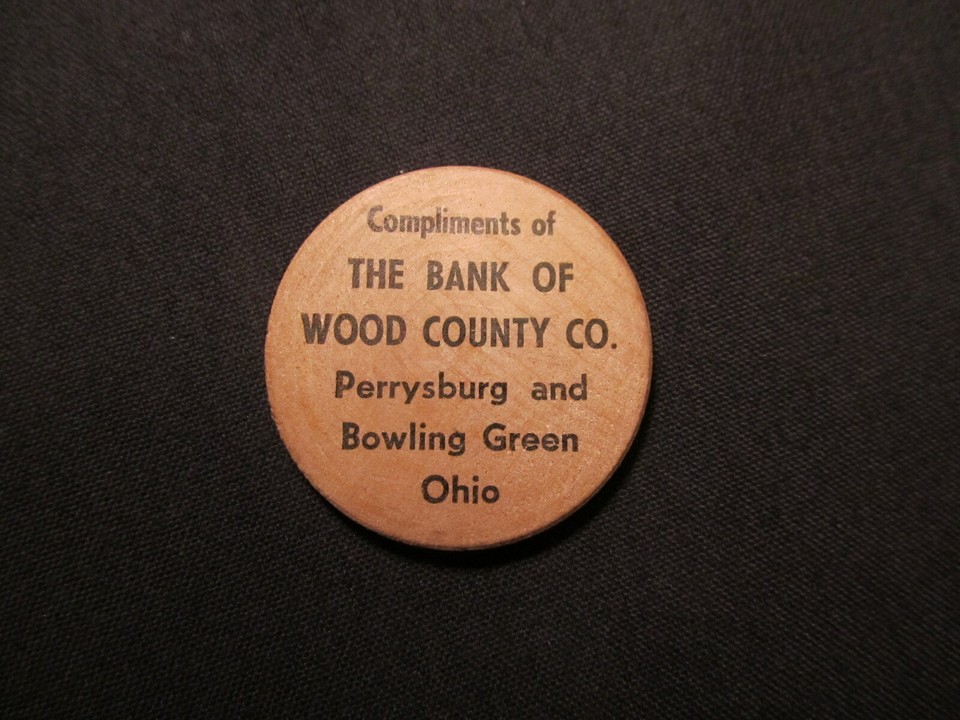 Compliments of
THE BANK OF
WOOD COUNTY CO.
Perrysburg and
Bowling Green
Ohio